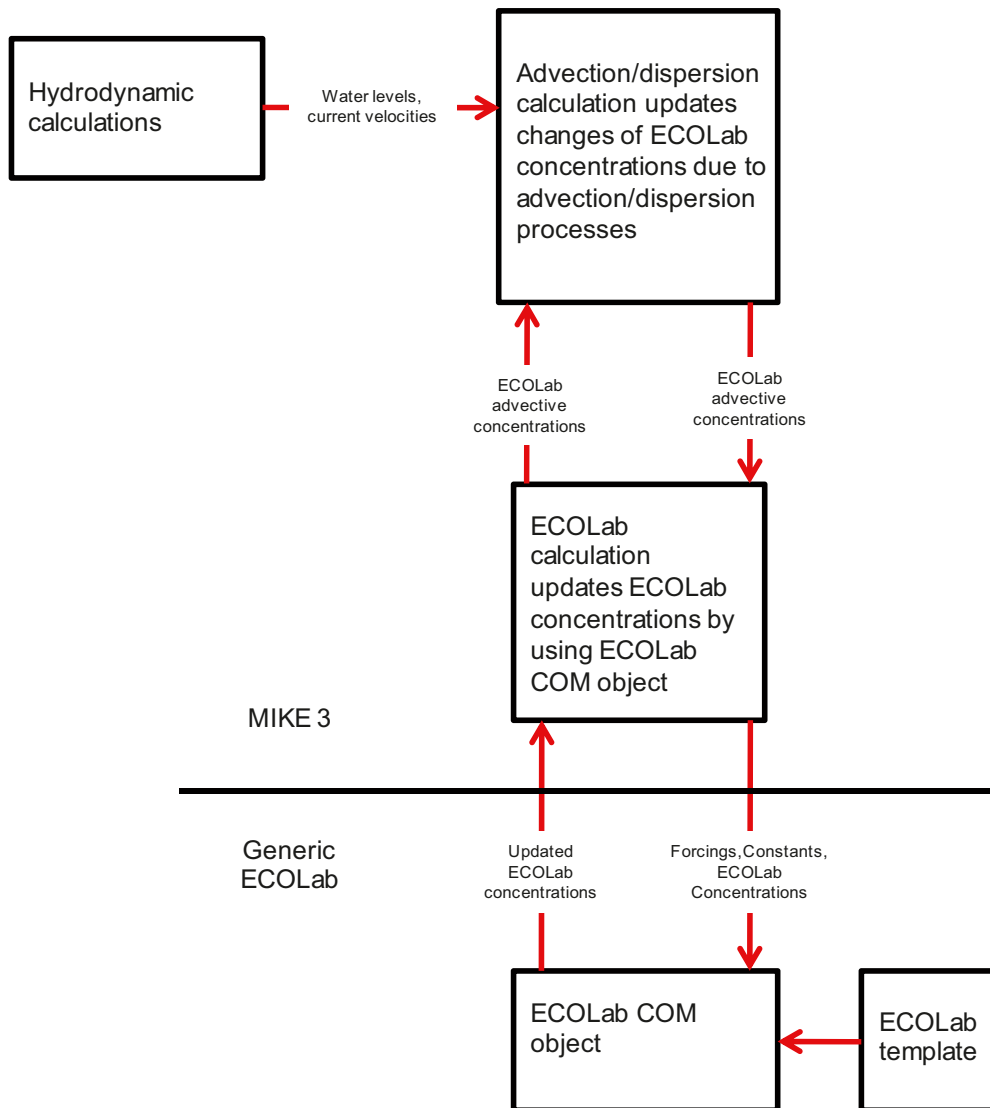 Hydrodynamic
calculations
Water levels,
current velocities
Advection/dispersion
calculation updates
changes of ECOLab
concentrations due to
advection/dispersion
processes
ECOLab
advective
concentrations
ECOLab
advective
concentrations
ECOLab
calculation
updates ECOLab
concentrations by
using ECOLab
COM object
MIKE 3
Generic
ECOLab
Updated
ECOLab
concentrations
Forcings,Constants,
ECOLab
Concentrations
ECOLab COM
object
ECOLab
template